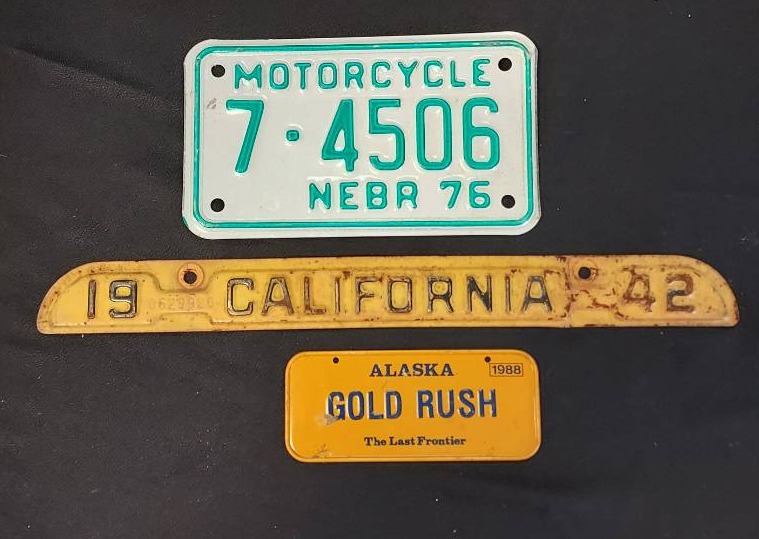 MOTORCYCLE
7·4506
NEBR 76
19 CALIFORNIA 42
ALASKA 1988
GOLD RUSH
The Last Frontier